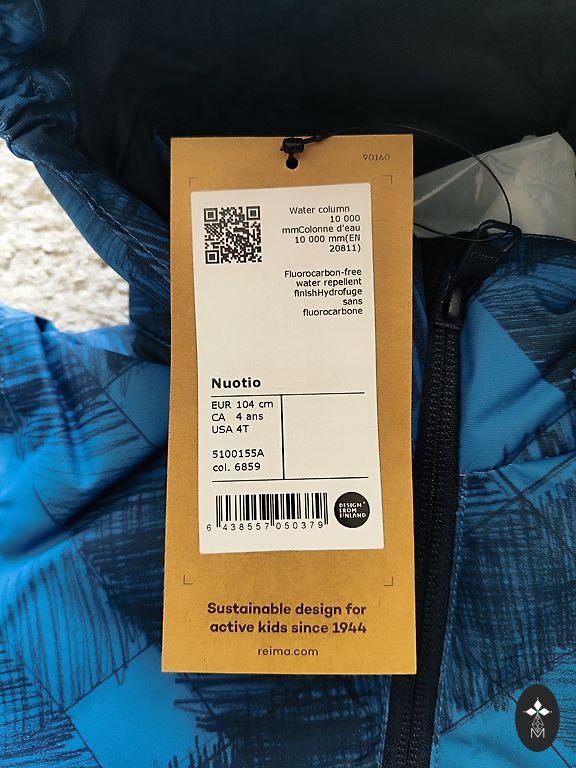 90160
Water column
10 000
mmColonne d'eau
10 000 mm(EN
20811)
Fluorocarbon-free
water repellent
finishHydrofuge
sans
fluorocarbone
Nuotio
EUR 104 cm
CA 4 ans
USA 4T
5100155A
col. 6859
6 438557 050379
DESIGN
FROM
FINLAND
Sustainable design for
active kids since 1944
reima.com
M